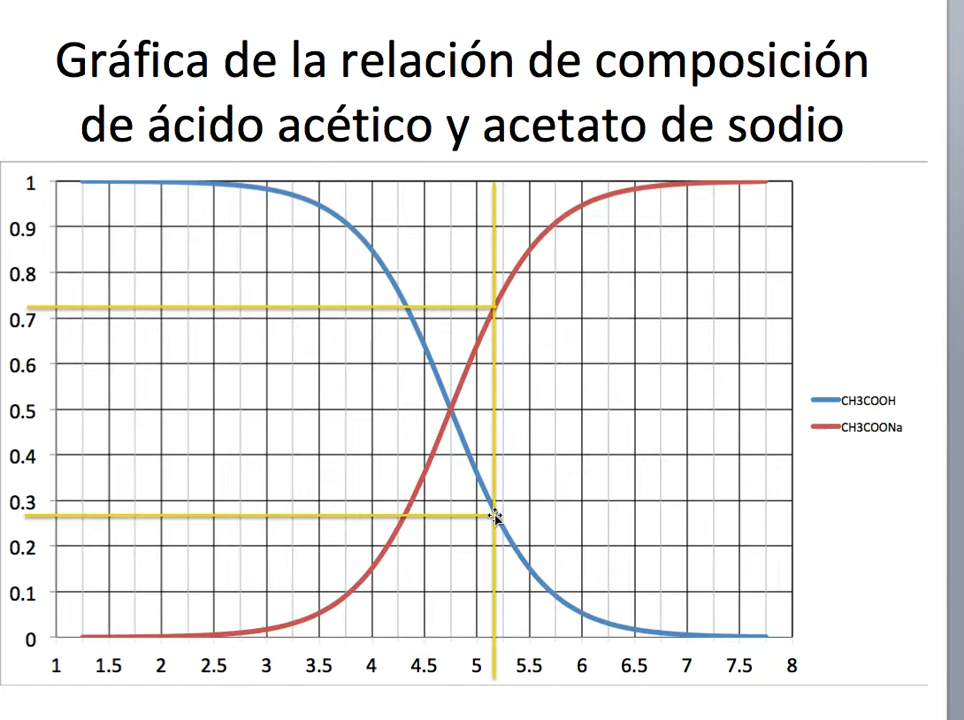 Gráfica de la relación de composición
de ácido acético y acetato de sodio
1
0.9
0.8
0.7
0.6
0.5
0.4
0.3
0.2
0.1
0
1 1.5 2 2.5 3 3.5 4 4.5 5 5.5 6 6.5 7 7.5 8
CH3COOH
CH3COONa